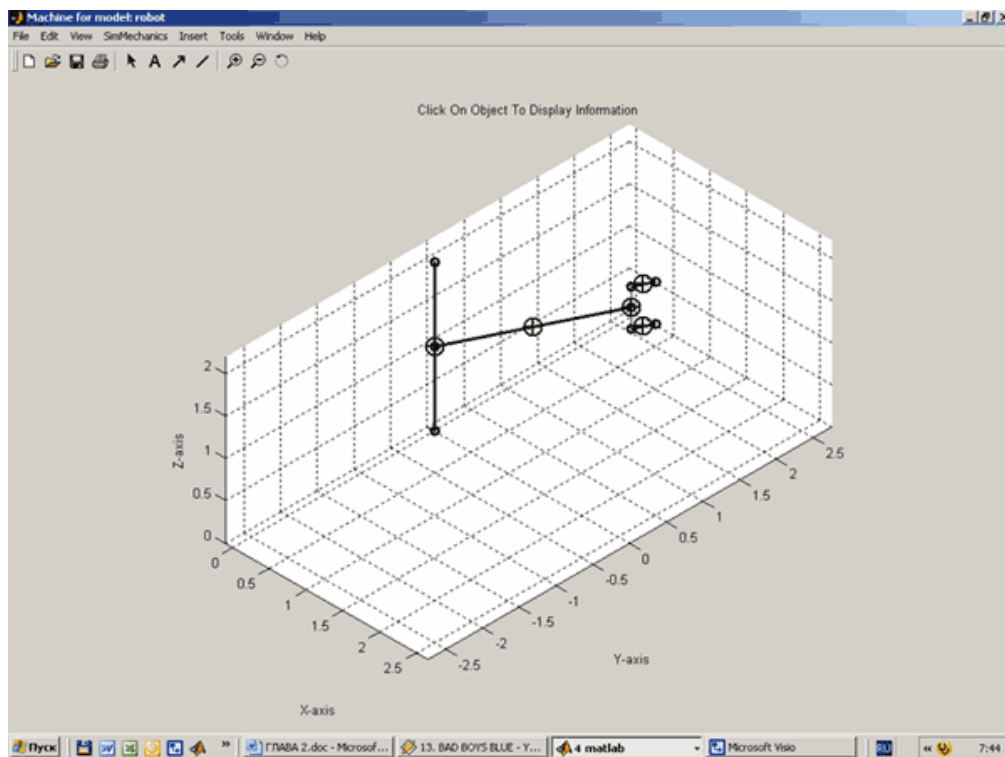 Machine for model: robot
File Edit View SimMechanics Insert Tools Window Help
A
Click On Object To Display Information
2
1.5
1
0.5
0
Z-axis
0
0.5
1
1.5
2
2.5
X-axis
-2.5
-2
-1.5
-1
-0.5
0
0.5
1
1.5
2
2.5
Y-axis
Пуск
»
ГЛАВА 2.doc - Microsof...
13. BAD BOYS BLUE - Y...
4 matlab
Microsoft Visio
RU
«
7:44